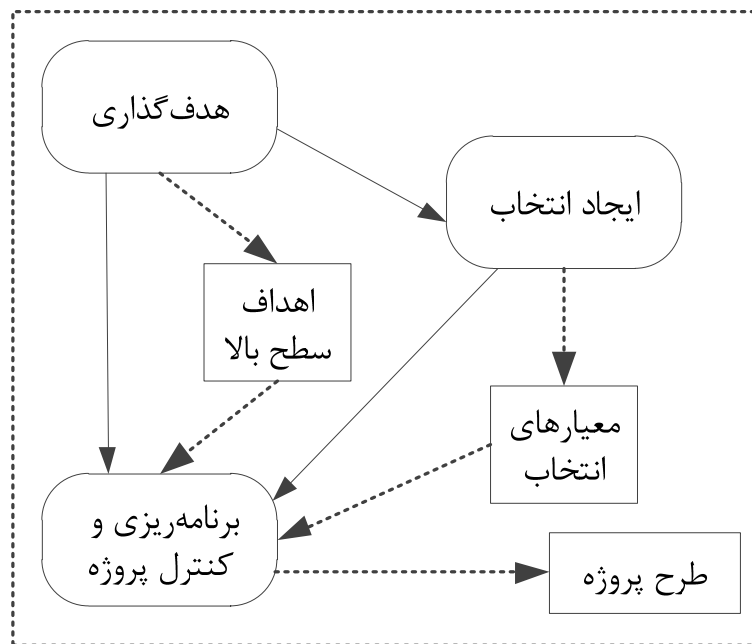 هدف‌گذاری
ایجاد انتخاب
اهداف
سطح بالا
معیارهای
انتخاب
برنامه‌ریزی و
کنترل پروژه
طرح پروژه